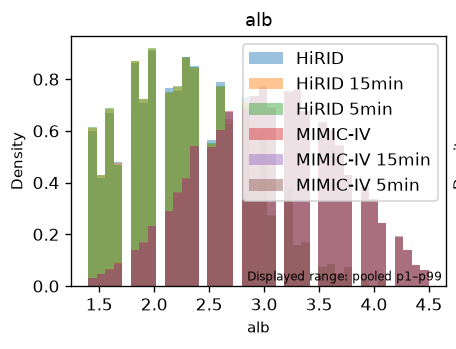 alb
Density
0.0
0.2
0.4
0.6
0.8
HiRID
HiRID 15min
HiRID 5min
MIMIC-IV
MIMIC-IV 15min
MIMIC-IV 5min
Displayed range: pooled p1–p99
1.5 2.0 2.5 3.0 3.5 4.0 4.5
alb